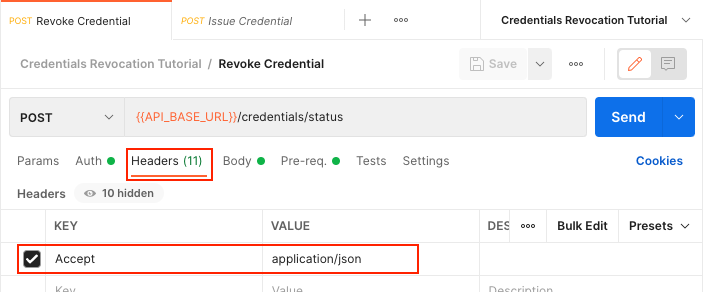 POST Revoke Credential POST Issue Credential + ooo Credentials Revocation Tutorial
Credentials Revocation Tutorial / Revoke Credential Save ooo
POST {{API_BASE_URL}}/credentials/status Send
Params Auth Headers (11) Body Pre-req. Tests Settings Cookies
Headers 10 hidden
KEY VALUE DES ooo Bulk Edit Presets
Accept application/json
Key Value Description